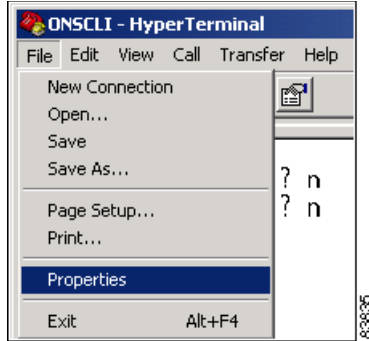 ONSCLI - HyperTerminal
File Edit View Call Transfer Help
New Connection
Open...
Save
Save As...
? n
Page Setup...
? n
Print...
Properties
Exit Alt+F4
83835